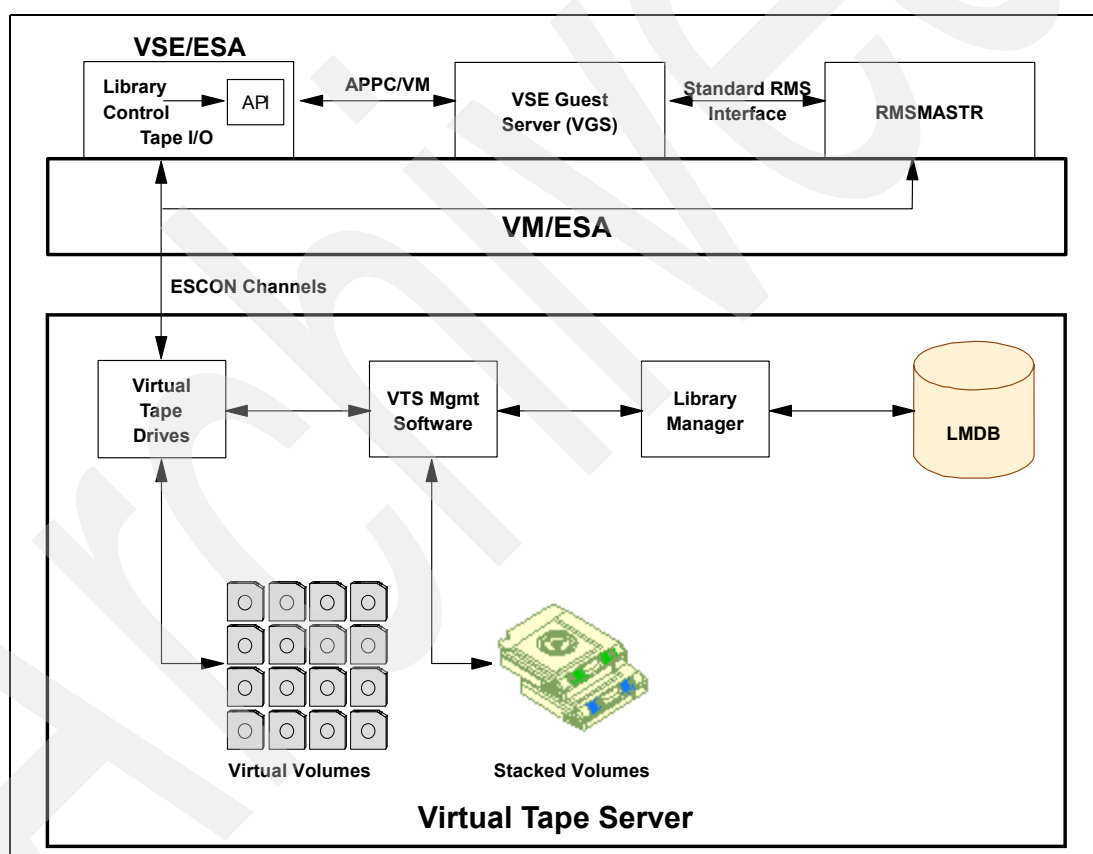 VSE/ESA
Library
Control
Tape I/O
API
APPC/VM
VSE Guest
Server (VGS)
Standard RMS
Interface
RMSMASTR
VM/ESA
ESCON Channels
Virtual
Tape
Drives
VTS Mgmt
Software
Library
Manager
LMDB
Virtual Volumes
Stacked Volumes
Virtual Tape Server
Archived